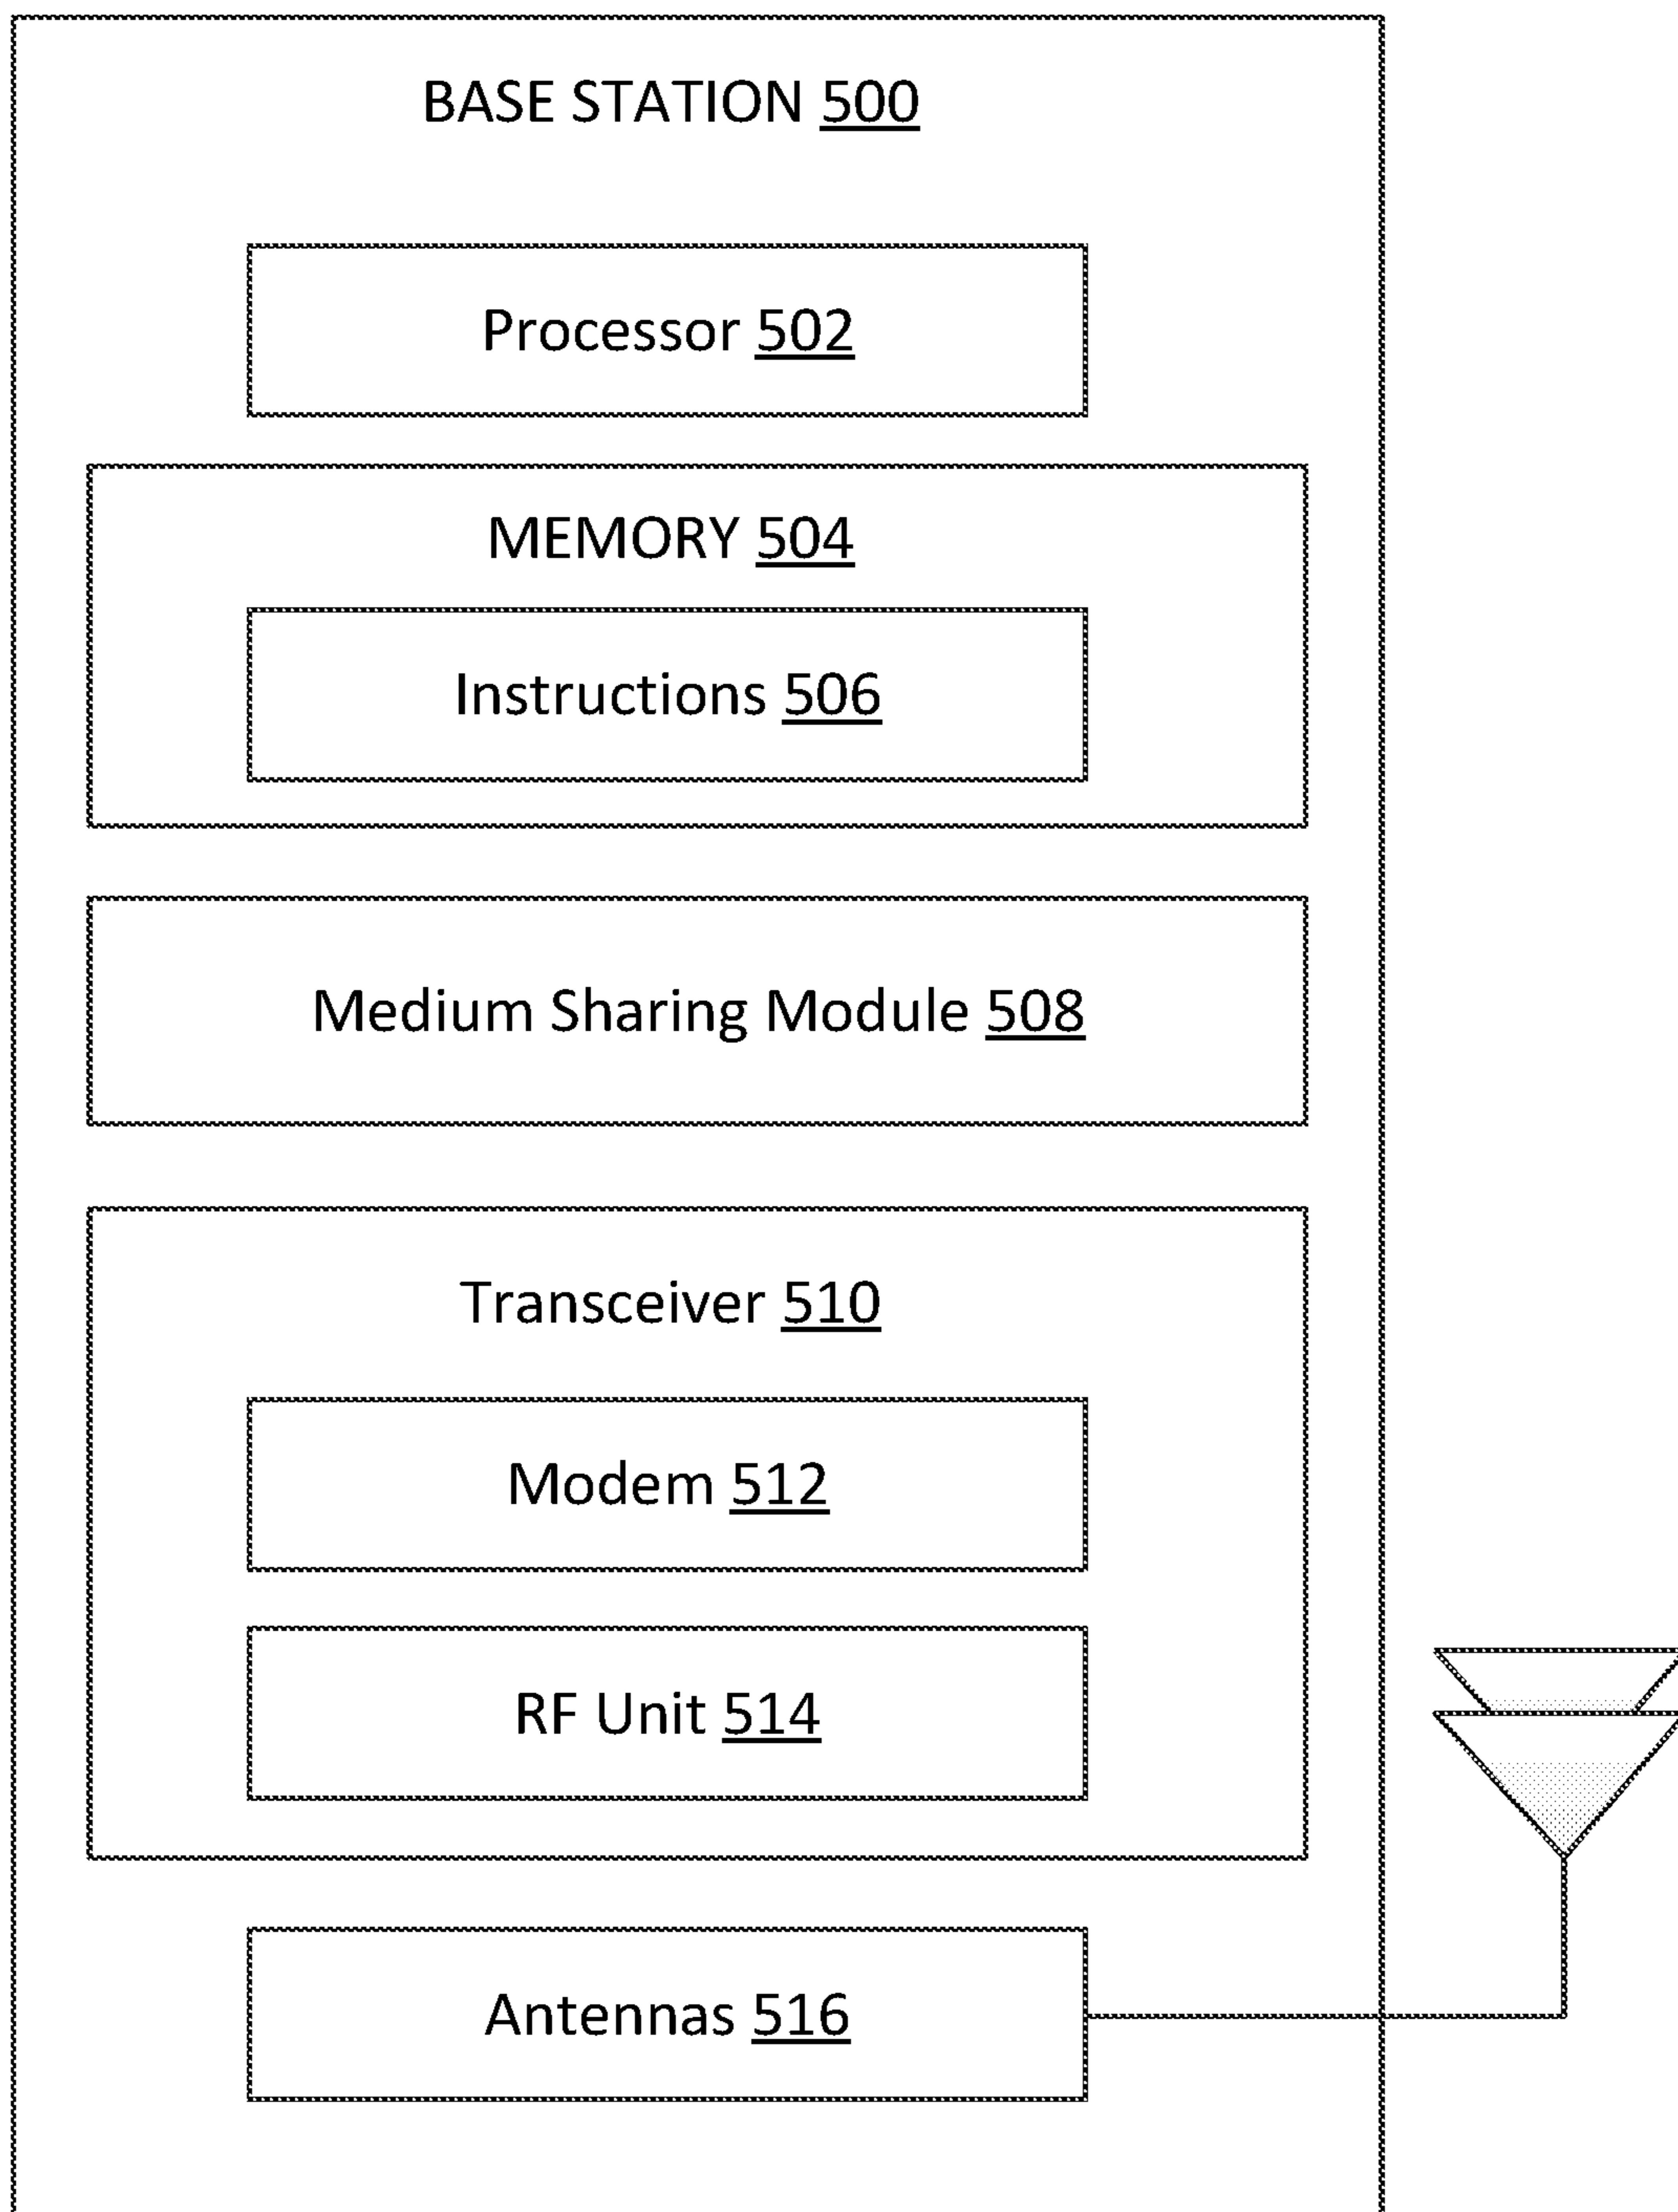 BASE STATION 500
Processor 502
MEMORY 504
Instructions 506
Medium Sharing Module 508
Transceiver 510
Modem 512
RF Unit 514
Antennas 516